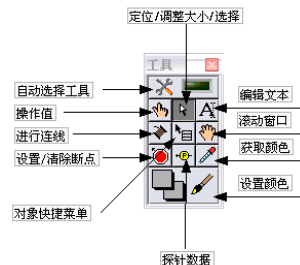 定位/调整大小/选择
工具
自动选择工具
操作值
编辑文本
滚动窗口
进行连线
获取颜色
设置/清除断点
设置颜色
对象快捷菜单
探针数据